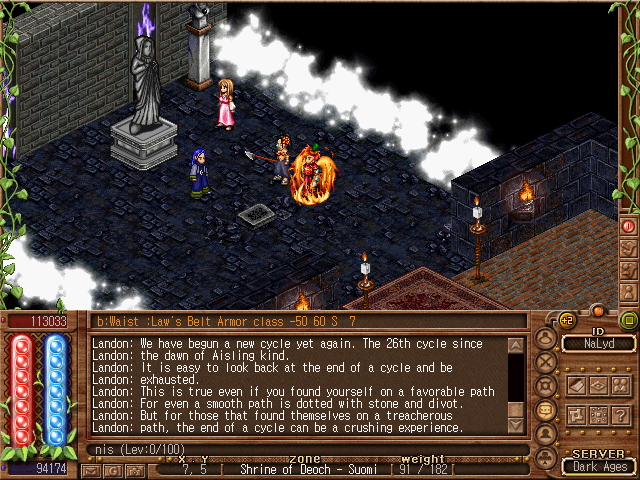 113033
b:Waist :Law's Belt Armor class -50 60 S 7
+2
ID
NaLyd
Landon: We have begun a new cycle yet again. The 26th cycle since
Landon: the dawn of Aisling kind.
Landon: It is easy to look back at the end of a cycle and be
Landon: exhausted.
Landon: This is true even if you found yourself on a favorable path
Landon: For even a smooth path is dotted with stone and divot.
Landon: But for those that found themselves on a treacherous
Landon: path, the end of a cycle can be a crushing experience.
?
nis (Lev:0/100)
X Y zone weight
SERVER
94174
G
7, 5 [ Shrine of Deoch - Suomi [ 91 / 182[
Dark Ages